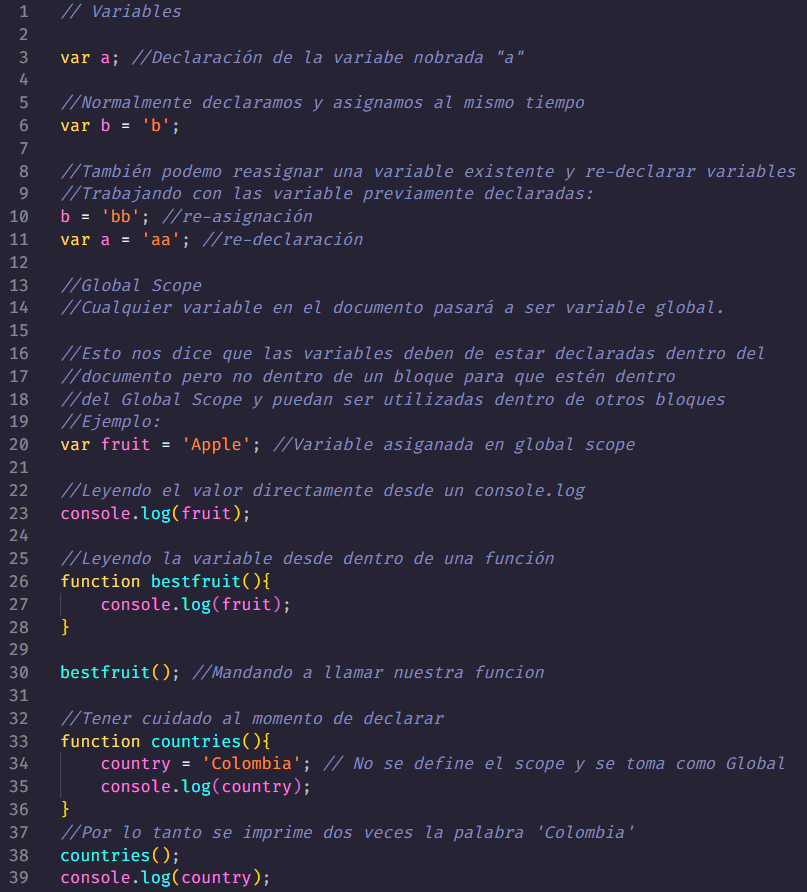 1 // Variables
2
3 var a; //Declaración de la variabe nobrada "a"
4
5 //Normalmente declaramos y asignamos al mismo tiempo
6 var b = 'b';
7
8 //También podemo reasignar una variable existente y re-declarar variables
9 //Trabajando con las variable previamente declaradas:
10 b = 'bb'; //re-asignación
11 var a = 'aa'; //re-declaración
12
13 //Global Scope
14 //Cualquier variable en el documento pasará a ser variable global.
15
16 //Esto nos dice que las variables deben de estar declaradas dentro del
17 //documento pero no dentro de un bloque para que estén dentro
18 //del Global Scope y puedan ser utilizadas dentro de otros bloques
19 //Ejemplo:
20 var fruit = 'Apple'; //Variable asiganada en global scope
21
22 //Leyendo el valor directamente desde un console.log
23 console.log(fruit);
24
25 //Leyendo la variable desde dentro de una función
26 function bestfruit(){
27     console.log(fruit);
28 }
29
30 bestfruit(); //Mandando a llamar nuestra funcion
31
32 //Tener cuidado al momento de declarar
33 function countries(){
34     country = 'Colombia'; // No se define el scope y se toma como Global
35     console.log(country);
36 }
37 //Por lo tanto se imprime dos veces la palabra 'Colombia'
38 countries();
39 console.log(country);